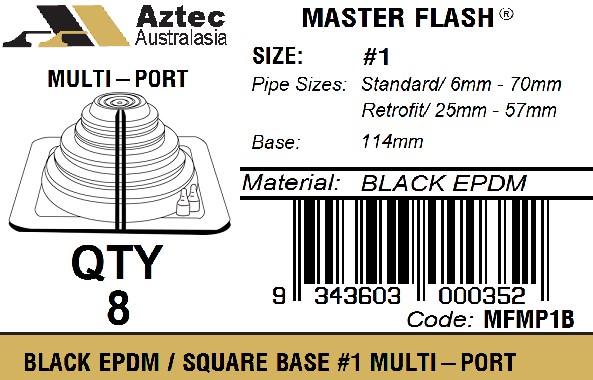 Aztec
Australasia
MULTI – PORT
QTY
8
MASTER FLASH ®
SIZE: #1
Pipe Sizes: Standard/ 6mm - 70mm
Retrofit/ 25mm - 57mm
Base: 114mm
Material: BLACK EPDM
9 343603 000352
Code: MFMP1B
BLACK EPDM / SQUARE BASE #1 MULTI – PORT